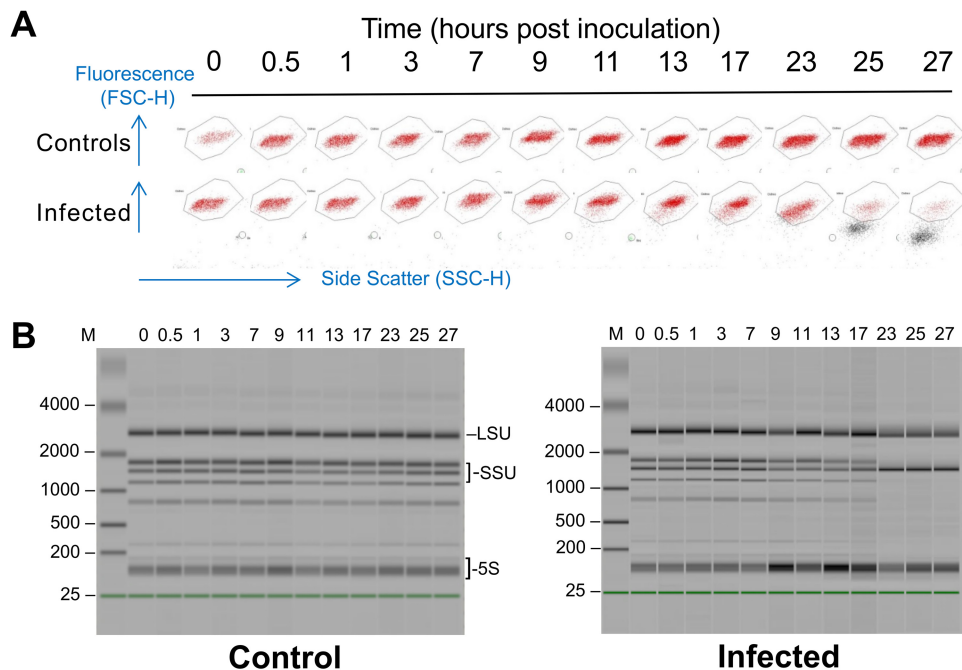 A
Time (hours post inoculation)
0 0.5 1 3 7 9 11 13 17 23 25 27
Fluorescence
(FSC-H)
Controls
Infected
Side Scatter (SSC-H)
B
M 0 0.5 1 3 7 9 11 13 17 23 25 27
4000 –
2000 –
1000 –
500 –
200 –
25 –
–LSU
]-SSU
]-5S
Control
M 0 0.5 1 3 7 9 11 13 17 23 25 27
4000 –
2000 –
1000 –
500 –
200 –
25 –
Infected